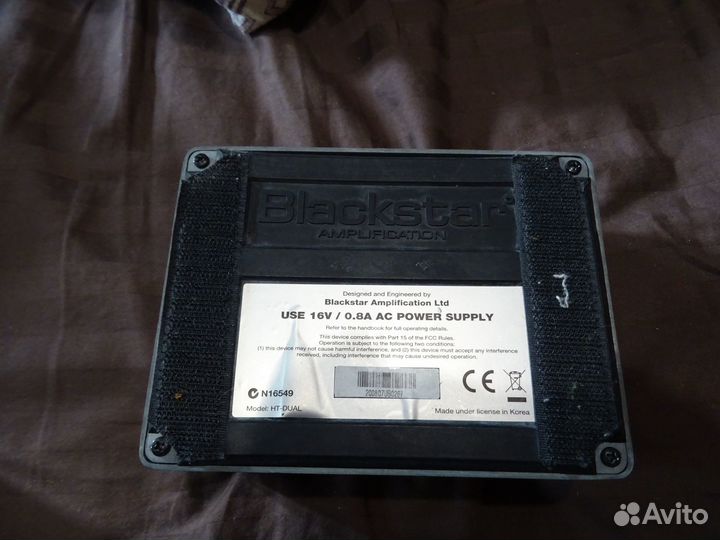 Blackstar®
AMPLIFICATION
Designed and Engineered by
Blackstar Amplification Ltd
USE 16V / 0.8A AC POWER SUPPLY
Refer to the handbook for full operating details.
This device complies with Part 15 of the FCC Rules.
Operation is subject to the following two conditions:
(1) this device may not cause harmful interference, and (2) this device must accept any interference
received, including interference that may cause undesired operation.
N16549
Model: HT-DUAL
CE
Made under license in Korea
Avito